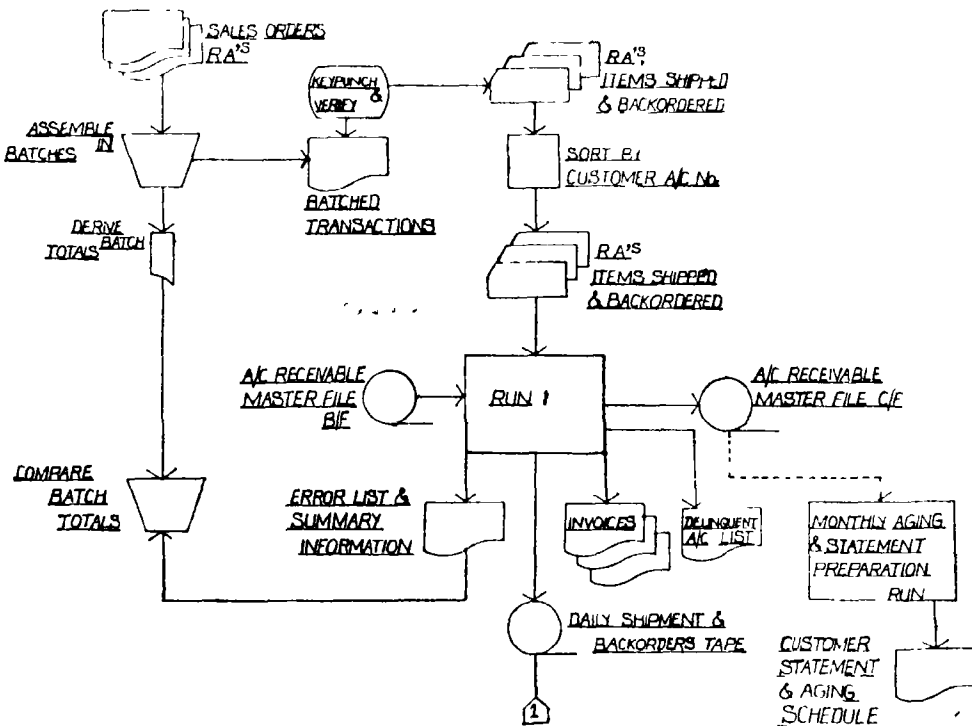 SALES ORDERS
RA'S
ASSEMBLE
IN
BATCHES
KEYPUNCH
&
VERIFY
BATCHED
TRANSACTIONS
RA'S
ITEMS SHIPPED
& BACKORDERED
SORT BY
CUSTOMER A/C No.
DERIVE
BATCH
TOTALS
RA'S
ITEMS SHIPPED
& BACKORDERED
A/C RECEIVABLE
MASTER FILE
B/F
RUN 1
A/C RECEIVABLE
MASTER FILE C/F
COMPARE
BATCH
TOTALS
ERROR LIST &
SUMMARY
INFORMATION
INVOICES
DELINQUENT
A/C LIST
MONTHLY AGING
& STATEMENT
PREPARATION
RUN
DAILY SHIPMENT &
BACKORDERS TAPE
CUSTOMER
STATEMENT
& AGING
SCHEDULE
1